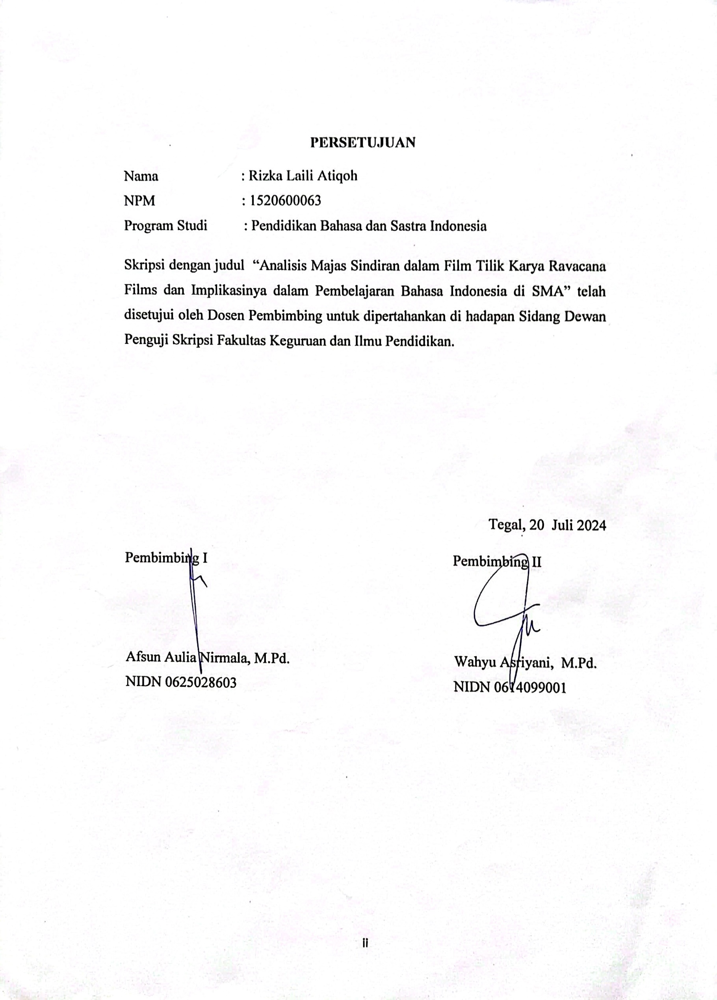 PERSETUJUAN
Nama : Rizka Laili Atiqoh
NPM : 1520600063
Program Studi : Pendidikan Bahasa dan Sastra Indonesia
Skripsi dengan judul “Analisis Majas Sindiran dalam Film Tilik Karya Ravacana
Films dan Implikasinya dalam Pembelajaran Bahasa Indonesia di SMA” telah
disetujui oleh Dosen Pembimbing untuk dipertahankan di hadapan Sidang Dewan
Penguji Skripsi Fakultas Keguruan dan Ilmu Pendidikan.
Tegal, 20 Juli 2024
Pembimbing I
Pembimbing II
Afsun Aulia Nirmala, M.Pd.
Wahyu Asriyani, M.Pd.
NIDN 0625028603
NIDN 0614099001
ii